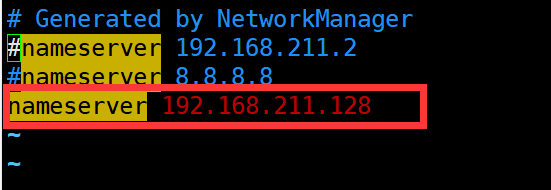 # Generated by NetworkManager
#nameserver 192.168.211.2
#nameserver 8.8.8.8
nameserver 192.168.211.128
~
~